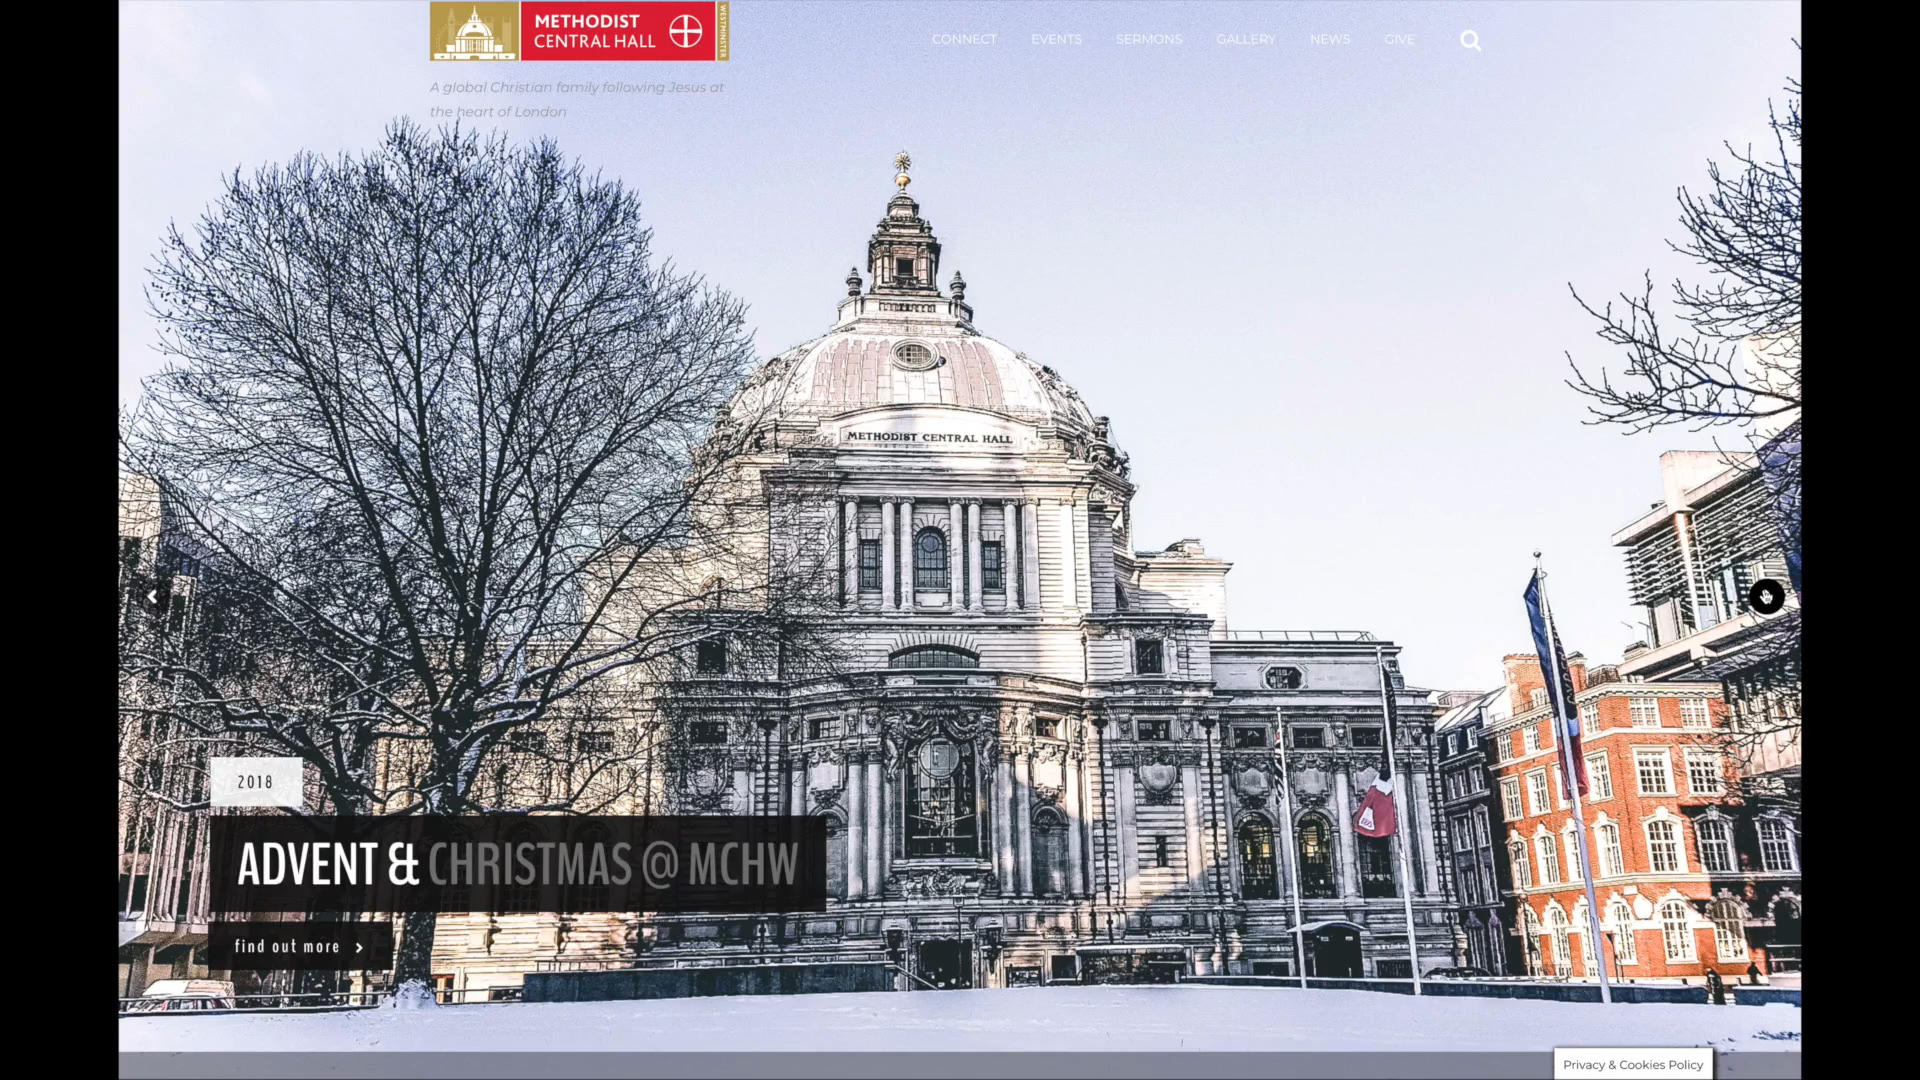 METHODIST
CENTRAL HALL
WESTMINSTER
CONNECT EVENTS SERMONS GALLERY NEWS GIVE
A global Christian family following Jesus at
the heart of London
METHODIST CENTRAL HALL
2018
ADVENT & CHRISTMAS @ MCHW
find out more
Privacy & Cookies Policy